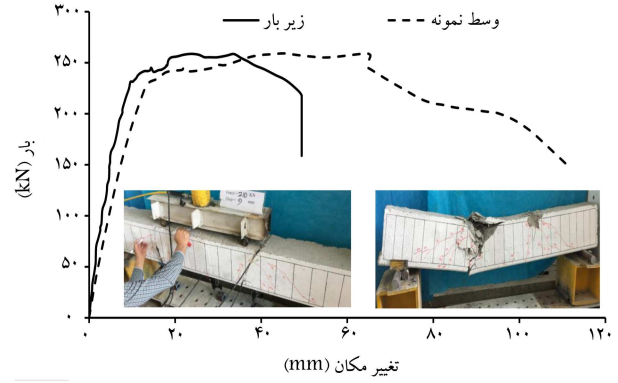 زیر بار
وسط نمونه
۳۰۰
۲۵۰
۲۰۰
۱۵۰
۱۰۰
۵۰
۰
بار (kN)
۰ ۲۰ ۴۰ ۶۰ ۸۰ ۱۰۰ ۱۲۰
تغییر مکان (mm)